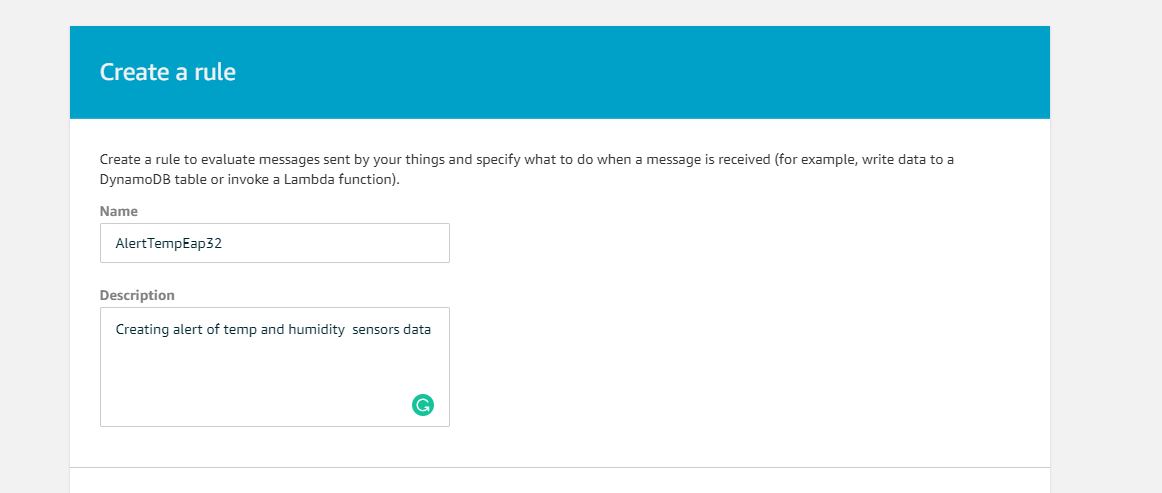 Create a rule
Create a rule to evaluate messages sent by your things and specify what to do when a message is received (for example, write data to a
DynamoDB table or invoke a Lambda function).
Name
AlertTempEap32
Description
Creating alert of temp and humidity  sensors data